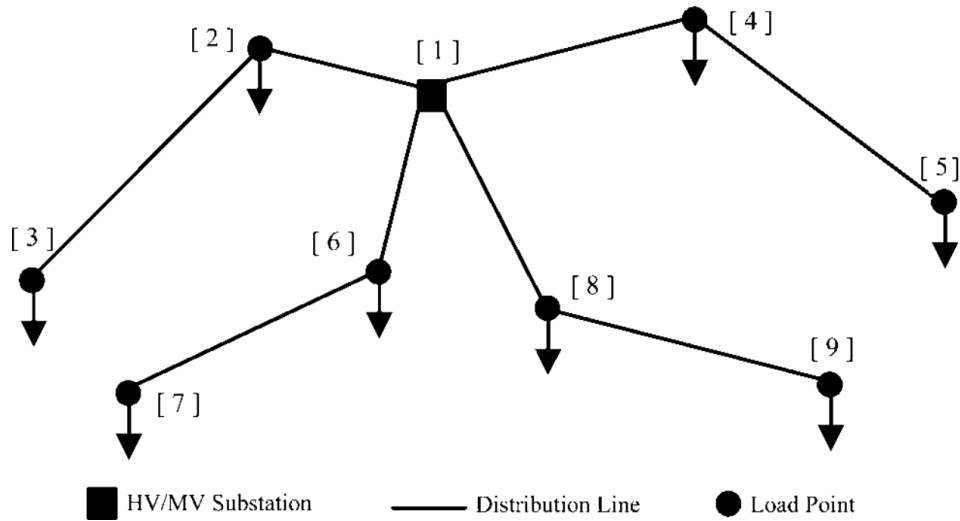 [ 4 ]
[ 2 ]
[ 1 ]
[ 5 ]
[ 3 ]
[ 6 ]
[ 8 ]
[ 9 ]
[ 7 ]
HV/MV Substation Distribution Line Load Point